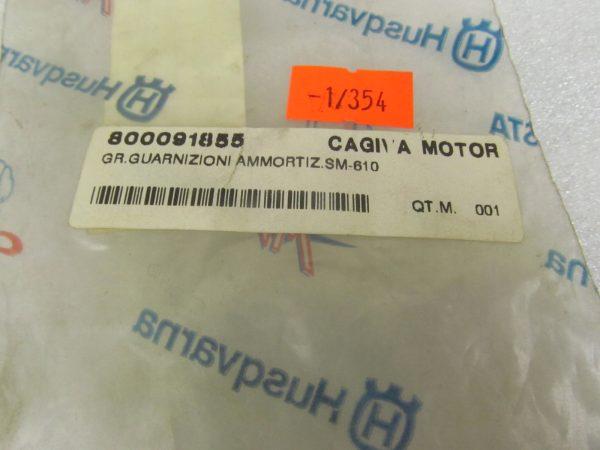 Husqvarna
Husqvarna
-1/354
STA
800091855 CAGIVA MOTOR
GR.GUARNIZIONI AMMORTIZ.SM-610
QT.M. 001
Husqvarna
Husqvarna